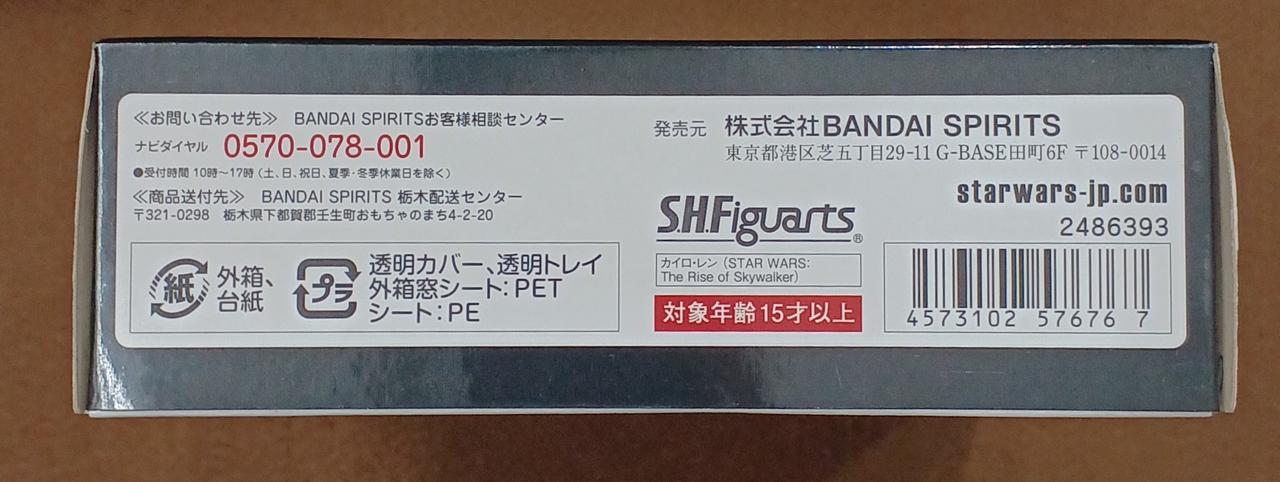 ≪お問い合わせ先≫ BANDAI SPIRITSお客様相談センター
ナビダイヤル 0570-078-001
●受付時間 10時～17時（土、日、祝日、夏季・冬季休業日を除く）
≪商品送付先≫ BANDAI SPIRITS 栃木配送センター
〒321-0298 栃木県下都賀郡壬生町おもちゃのまち4-2-20
紙
外箱、
台紙
プラ
透明カバー、透明トレイ
外箱窓シート：PET
シート：PE
発売元 株式会社BANDAI SPIRITS
東京都港区芝五丁目29-11 G-BASE田町6F 〒108-0014
starwars-jp.com
2486393
S.H.Figuarts®
カイロ・レン（STAR WARS:
The Rise of Skywalker）
対象年齢15才以上
4573102 57676 7